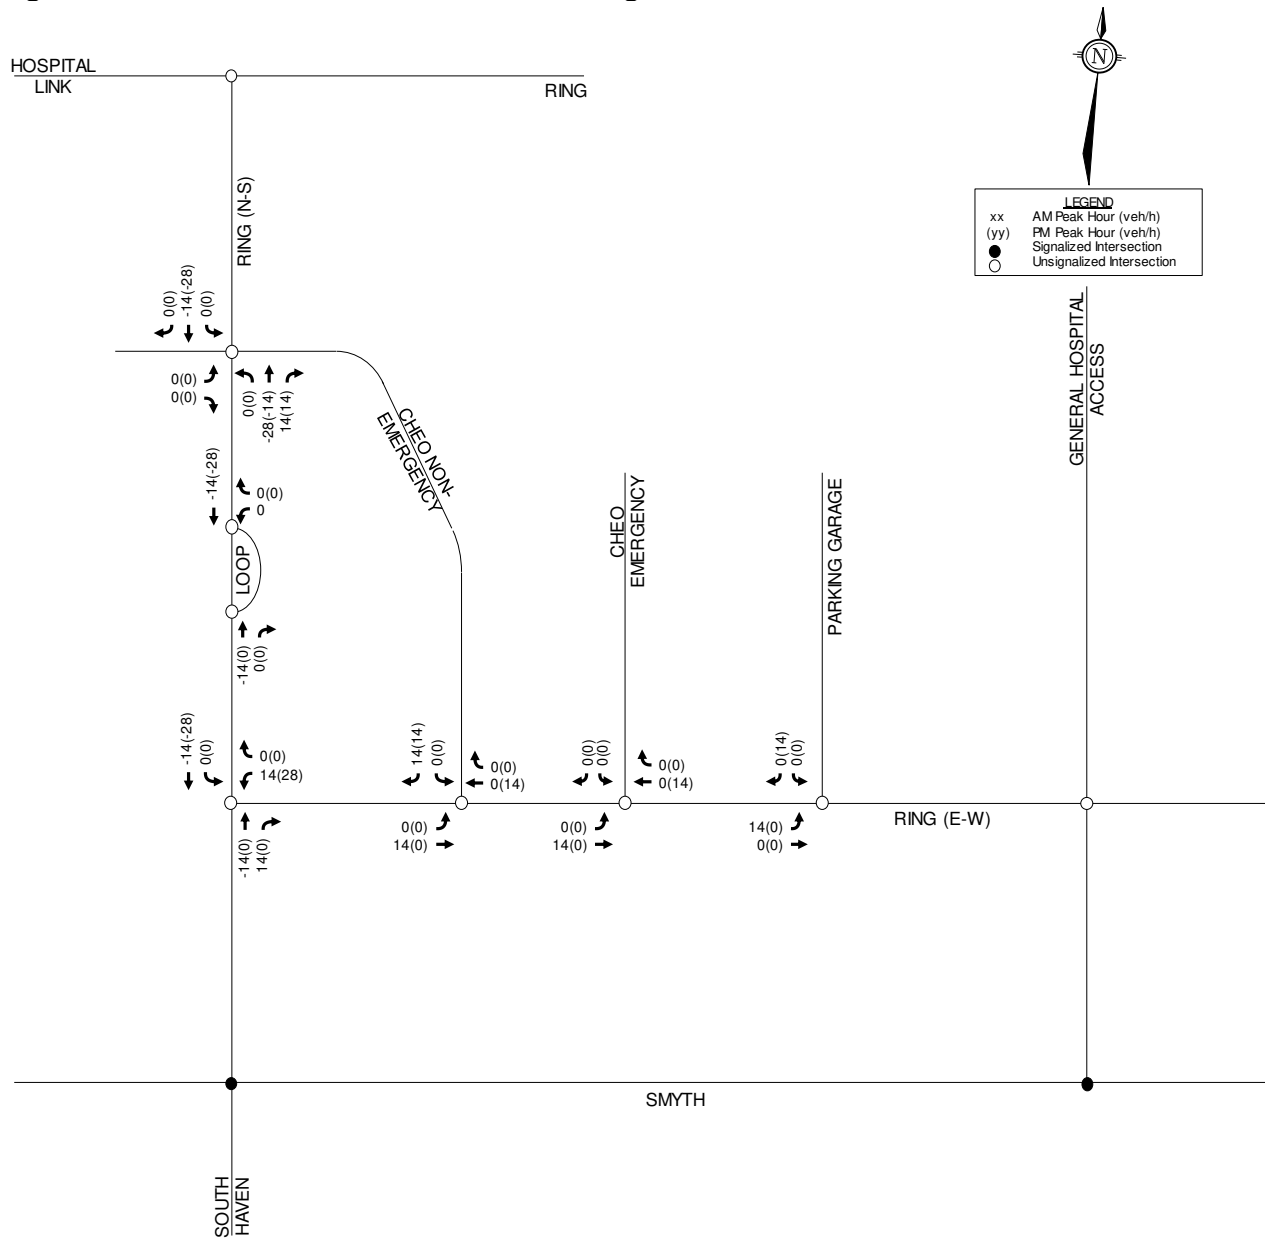 HOSPITAL
LINK
RING
N
RING (N-S)
LEGEND
xx AM Peak Hour (veh/h)
(yy) PM Peak Hour (veh/h)
Signalized Intersection
Unsignalized Intersection
0(0)
-14(-28)
0(0)
0(0)
0(0)
0(0)
-28(-14)
14(14)
CHEO NON-
EMERGENCY
GENERAL HOSPITAL
ACCESS
-14(-28)
0(0)
0
LOOP
CHEO
EMERGENCY
PARKING GARAGE
-14(0)
0(0)
-14(-28)
0(0)
0(0)
14(28)
14(14)
0(0)
0(0)
0(14)
0(0)
0(0)
0(0)
0(14)
0(14)
0(0)
-14(0)
14(0)
0(0)
14(0)
0(0)
14(0)
14(0)
0(0)
RING (E-W)
SMYTH
SOUTH
HAVEN